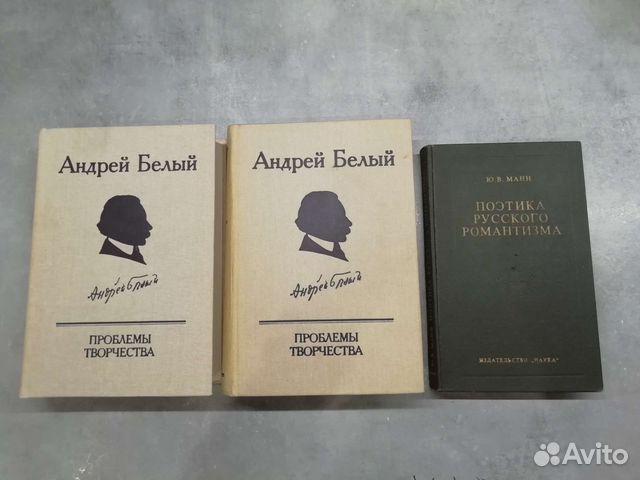 Андрей Белый
Андрей Белый
ПРОБЛЕМЫ
ТВОРЧЕСТВА
Андрей Белый
Андрей Белый
ПРОБЛЕМЫ
ТВОРЧЕСТВА
Ю. В. МАНН
ПОЭТИКА
РУССКОГО
РОМАНТИЗМА
ИЗДАТЕЛЬСТВО „НАУКА“
Avito